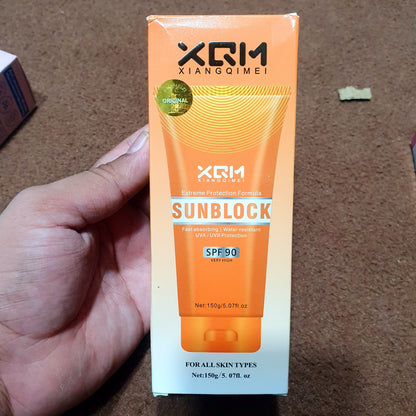 XQM
XIANGQIMEI
ORIGINAL
XQM
XIANGQIMEI
Extreme Protection Formula
SUNBLOCK
Fast absorbing | Water resistant
UVA / UVB Protection
SPF 90
VERY HIGH
Net:150g/5.07fl.oz
FOR ALL SKIN TYPES
Net:150g/5. 07fl. oz